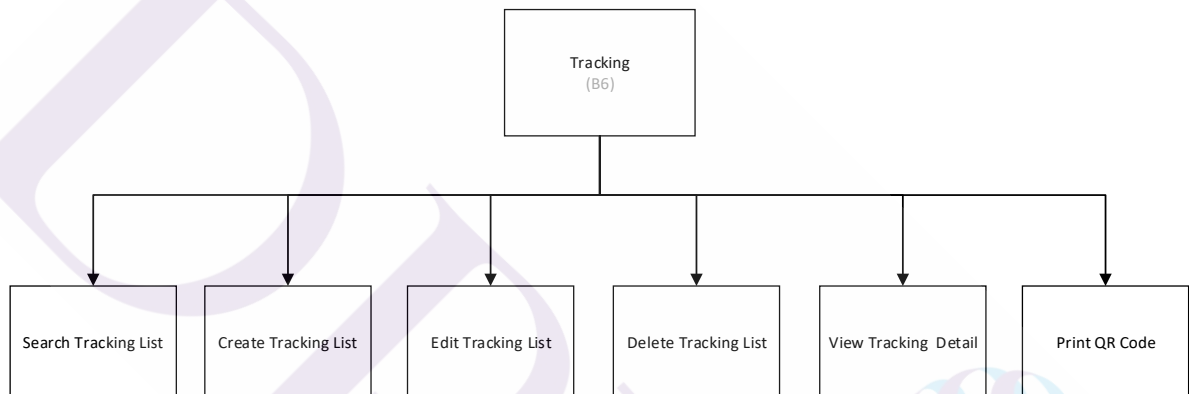 Tracking
(B6)
Search Tracking List
Create Tracking List
Edit Tracking List
Delete Tracking List
View Tracking Detail
Print QR Code